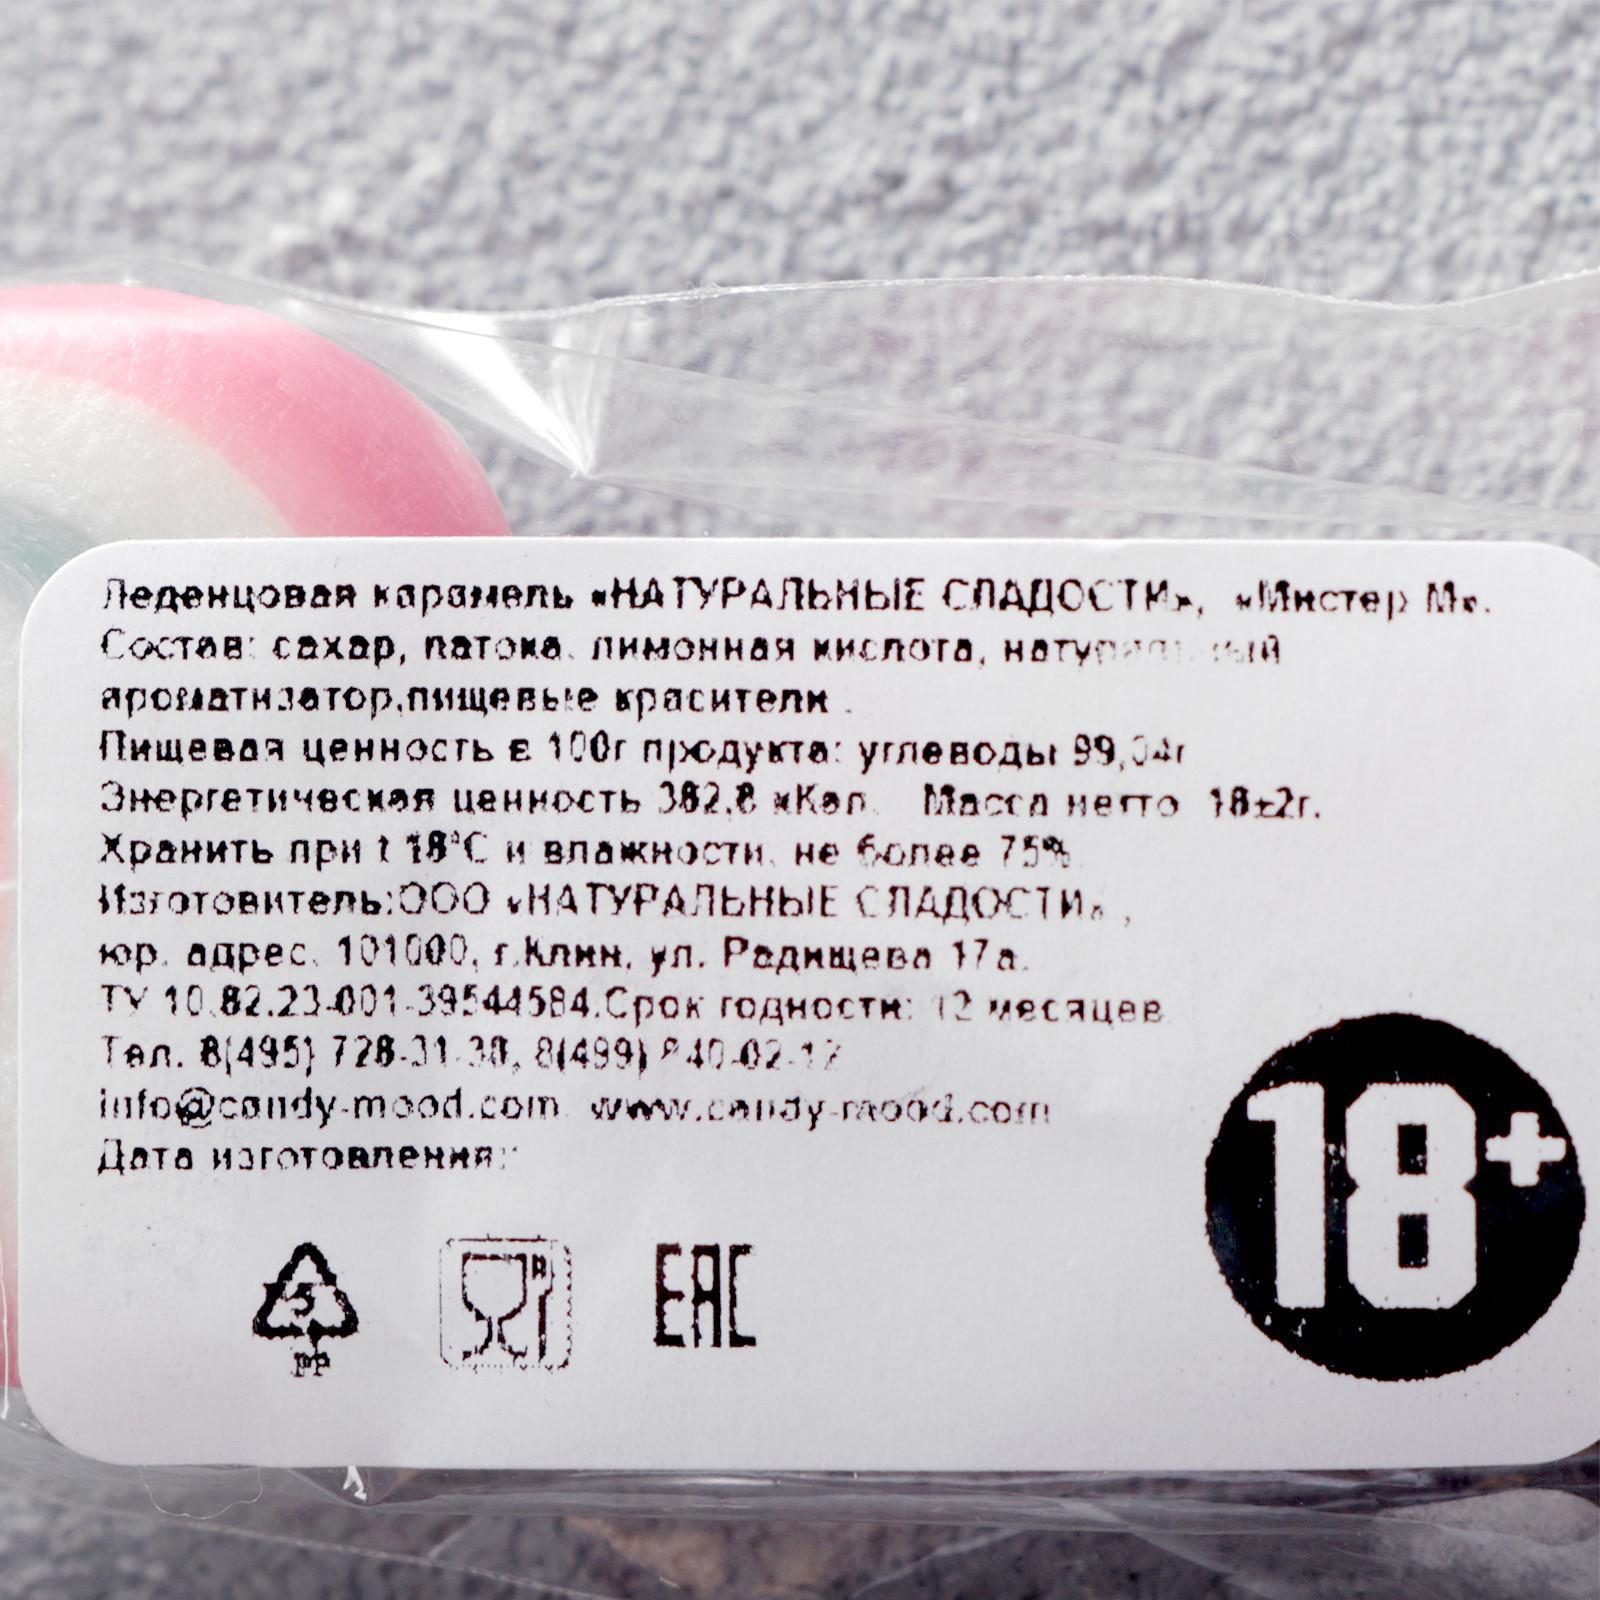 Леденцовая карамель «НАТУРАЛЬНЫЕ СЛАДОСТИ», «Мистер М».
Состав: сахар, патока, лимонная кислота, натуральный
ароматизатор,пищевые красители .
Пищевая ценность в 100г продукта: углеводы 99,04г
Энергетическая ценность 382,8 кКал. Масса нетто 18±2г.
Хранить при t 18°C и влажности, не более 75%
Изготовитель:ООО «НАТУРАЛЬНЫЕ СЛАДОСТИ» ,
юр. адрес. 101000, г.Клин, ул. Радищева 17а.
ТУ 10.82.23-001-39544584.Срок годности: 12 месяцев
Тел. 8(495) 728-31-38, 8(499)
info@candy-mood.com www.candy-mood.com
Дата изготовления:
5
PP
EAC
18+